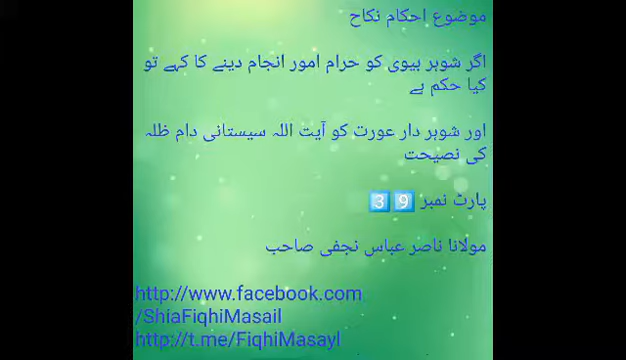 موضوع احکام نکاح
اگر شوہر بیوی کو حرام امور انجام دینے کا کہے تو
کیا حکم ہے
اور شوہر دار عورت کو آیت اللہ سیستانی دام ظلہ
کی نصیحت
پارٹ نمبر 3️⃣9️⃣
مولانا ناصر عباس نجفی صاحب
http://www.facebook.com
/ShiaFiqhiMasail
http://t.me/FiqhiMasayl